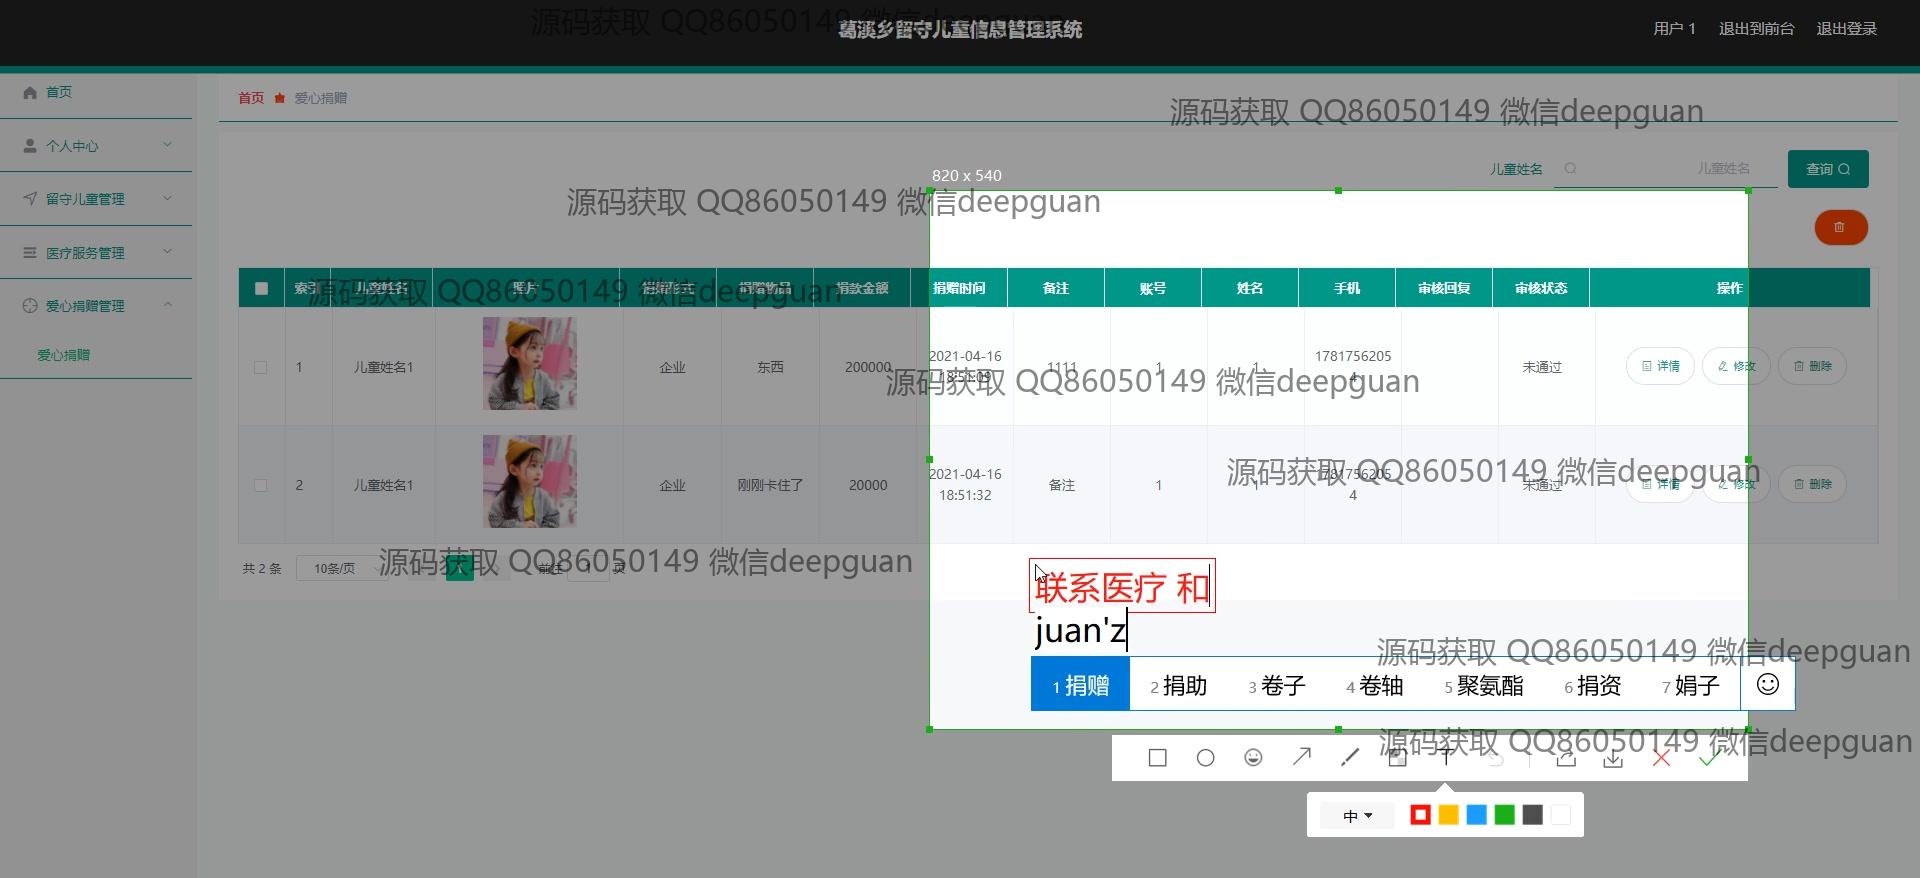 源码获取 QQ86050149 微信deepguan
葛溪乡留守儿童信息管理系统
用户 1 退出到前台 退出登录
首页
个人中心
留守儿童管理
医疗服务管理
爱心捐赠管理
爱心捐赠
首页 爱心捐赠
源码获取 QQ86050149 微信deepguan
儿童姓名 儿童姓名 查询
820 x 540
源码获取 QQ86050149 微信deepguan
索引 儿童姓名 照片 捐赠形式 捐赠物品 捐款金额 捐赠时间 备注 账号 姓名 手机 审核回复 审核状态 操作
源码获取 QQ86050149 微信deepguan
1 儿童姓名1 企业 东西 200000 2021-04-16 18:51:09 1111 1 1 17817562054 未通过 详情 修改 删除
源码获取 QQ86050149 微信deepguan
2 儿童姓名1 企业 刚刚卡住了 20000 2021-04-16 18:51:32 备注 1 1 17817562054 未通过 详情 修改 删除
源码获取 QQ86050149 微信deepguan
共 2 条 10条/页 1 前往 1 页
源码获取 QQ86050149 微信deepguan
联系医疗 和
juan'z
源码获取 QQ86050149 微信deepguan
1 捐赠 2 捐助 3 卷子 4 卷轴 5 聚氨酯 6 捐资 7 娟子
源码获取 QQ86050149 微信deepguan
中